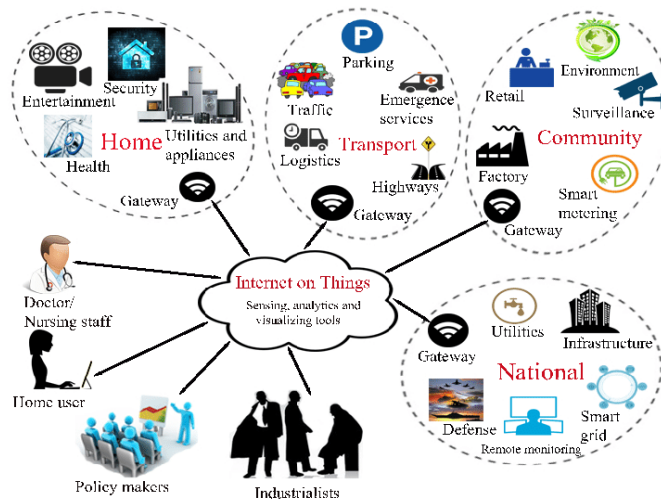 P
Parking
Security
Entertainment
Traffic
Emergence
services
Home
Utilities and
appliances
Health
Gateway
Logistics
Transport
Highways
Gateway
Environment
Retail
Surveillance
Community
Factory
Smart
metering
Gateway
Internet on Things
Sensing, analytics and
visualizing tools
Doctor/
Nursing staff
Home user
Policy makers
Industrialists
Utilities
Infrastructure
Gateway
National
Defense
Smart
grid
Remote monitoring